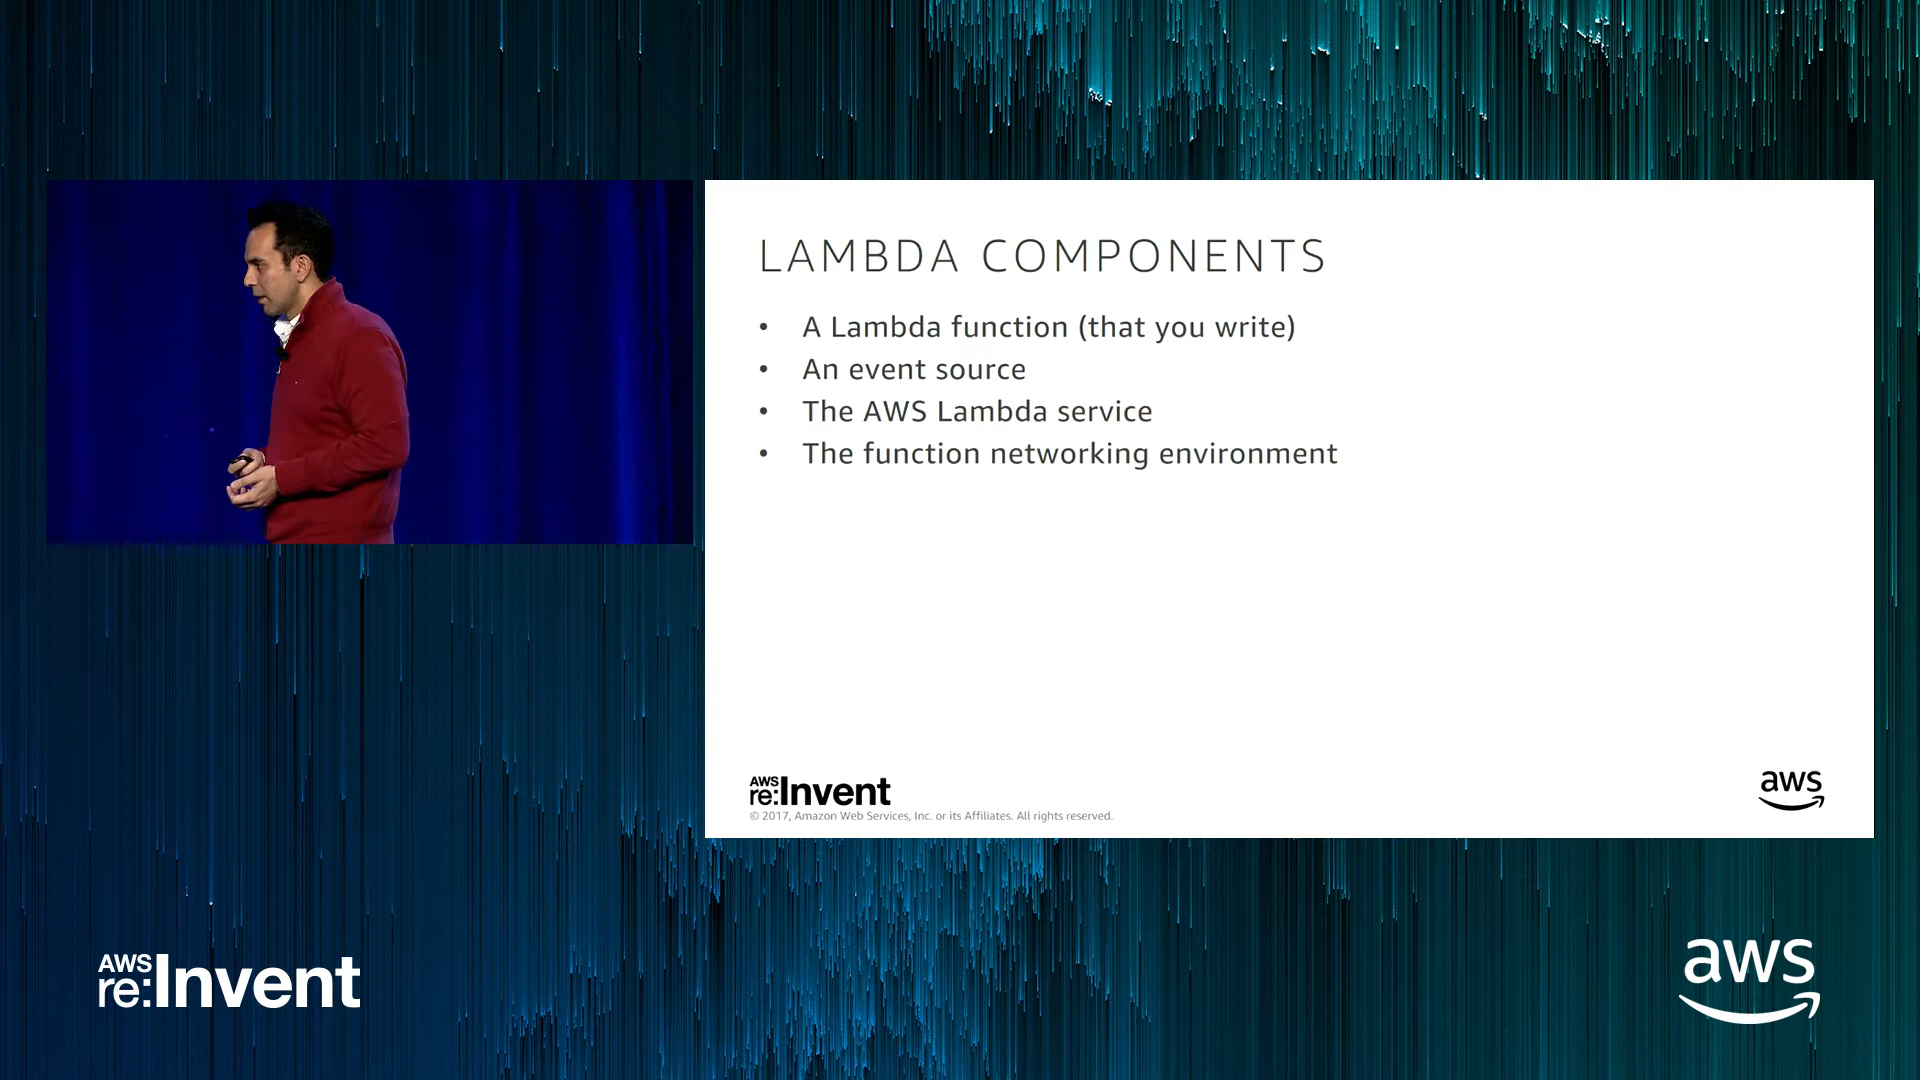 LAMBDA COMPONENTS
• A Lambda function (that you write)
• An event source
• The AWS Lambda service
• The function networking environment
AWS
re:Invent
© 2017, Amazon Web Services, Inc. or its Affiliates. All rights reserved.
aws
AWS
re:Invent
aws